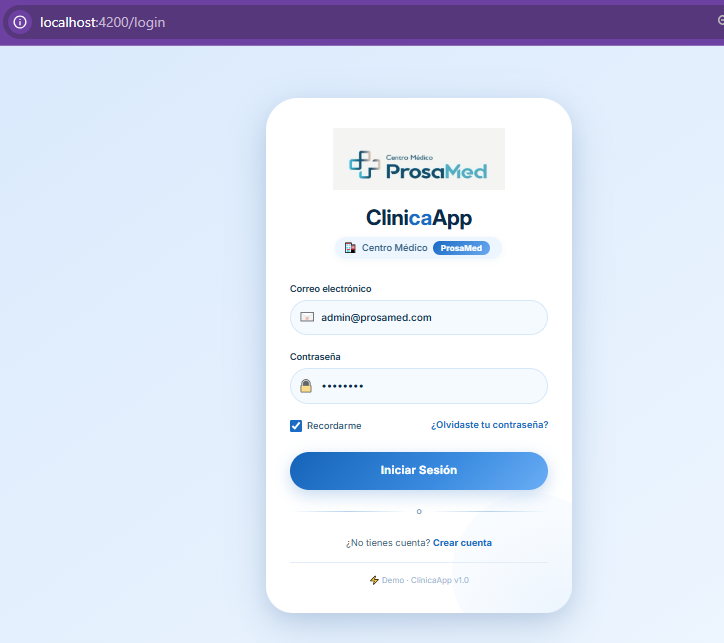 localhost:4200/login
Centro Médico
ProsaMed
ClinicaApp
Centro Médico ProsaMed
Correo electrónico
admin@prosamed.com
Contraseña
••••••••
Recordarme ¿Olvidaste tu contraseña?
Iniciar Sesión
o
¿No tienes cuenta? Crear cuenta
Demo · ClinicaApp v1.0